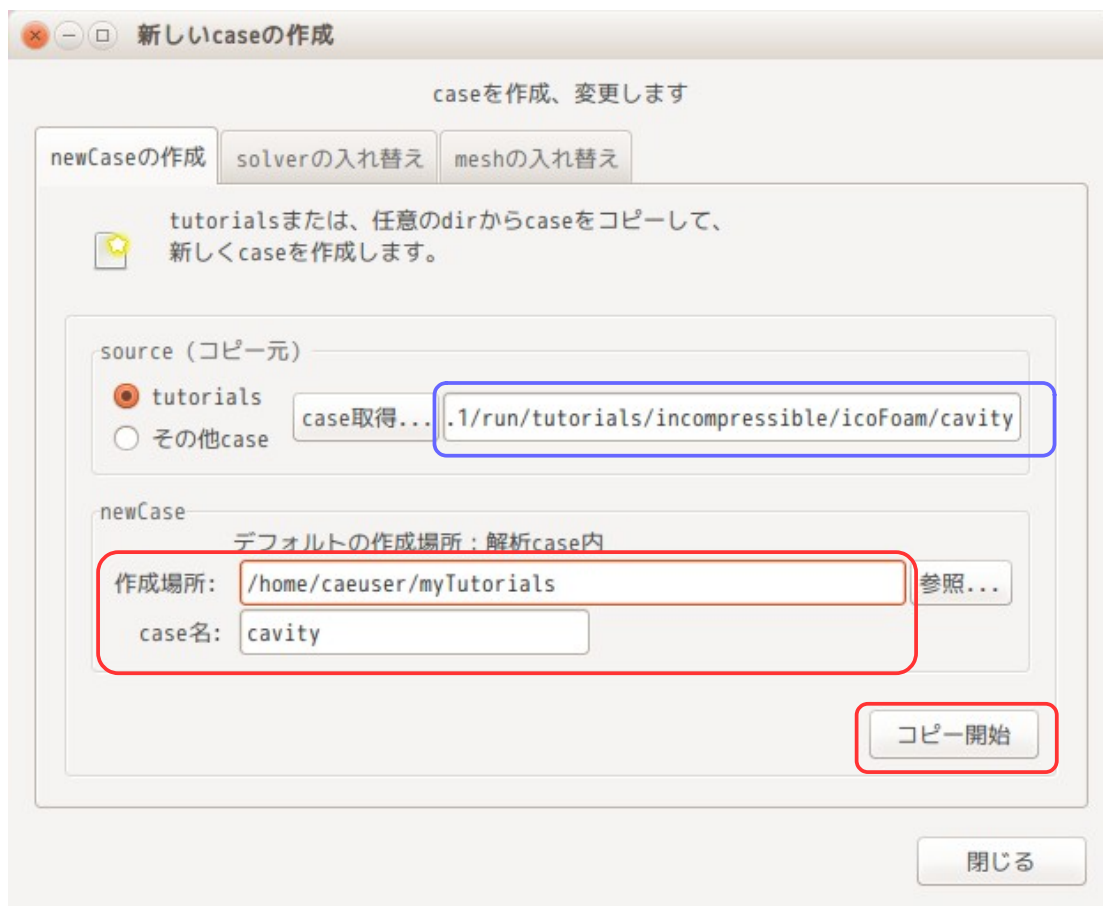 新しいcaseの作成
caseを作成、変更します
newCaseの作成 solverの入れ替え meshの入れ替え
tutorialsまたは、任意のdirからcaseをコピーして、
新しくcaseを作成します。
source (コピー元)
tutorials
case取得... .1/run/tutorials/incompressible/icoFoam/cavity
その他case
newCase
デフォルトの作成場所：解析case内
作成場所: /home/caeuser/myTutorials 参照...
case名: cavity
コピー開始
閉じる